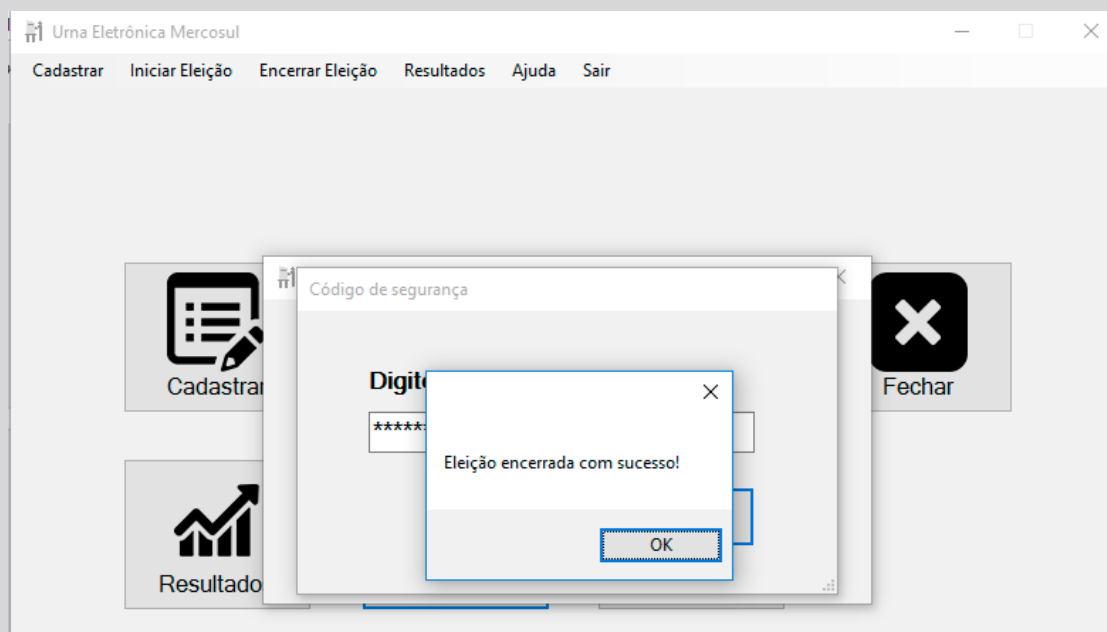 Urna Eletrônica Mercosul
Cadastrar Iniciar Eleição Encerrar Eleição Resultados Ajuda Sair
Código de segurança
Cadastrar
Digite
******
Fechar
Eleição encerrada com sucesso!
OK
Resultado